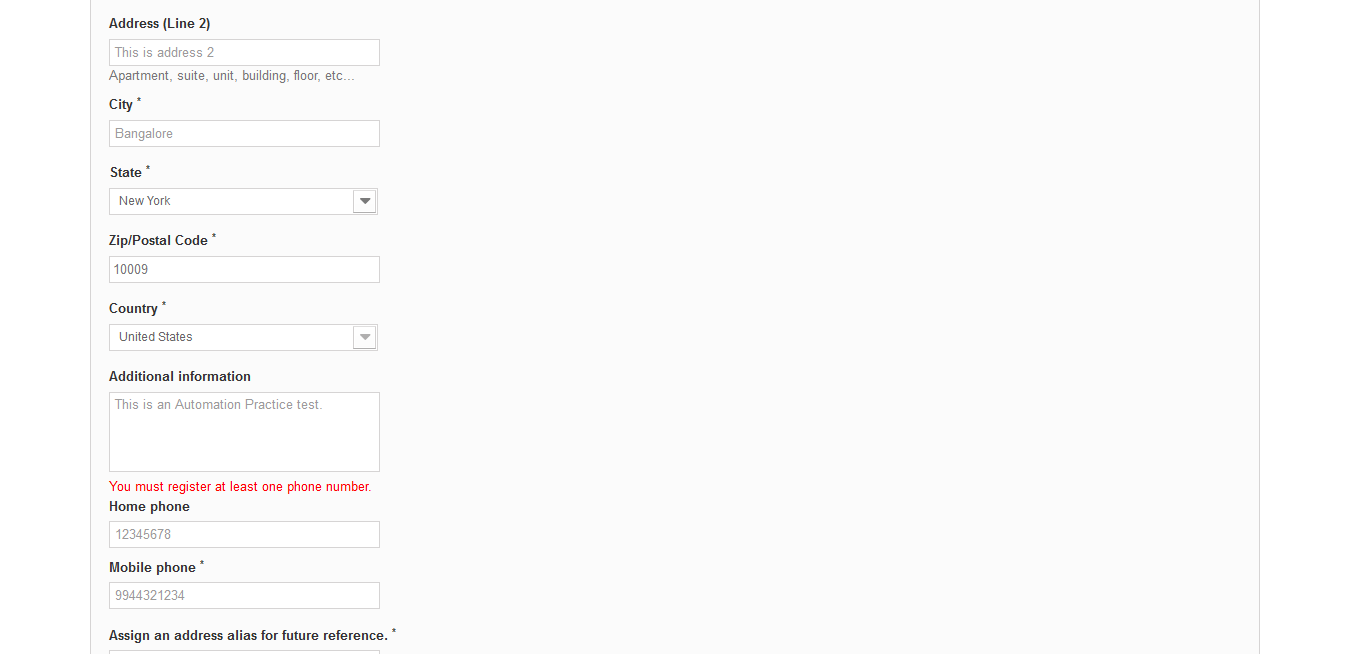 Address (Line 2)
This is address 2
Apartment, suite, unit, building, floor, etc...
City *
Bangalore
State *
New York
Zip/Postal Code *
10009
Country *
United States
Additional information
This is an Automation Practice test.
You must register at least one phone number.
Home phone
12345678
Mobile phone *
9944321234
Assign an address alias for future reference. *